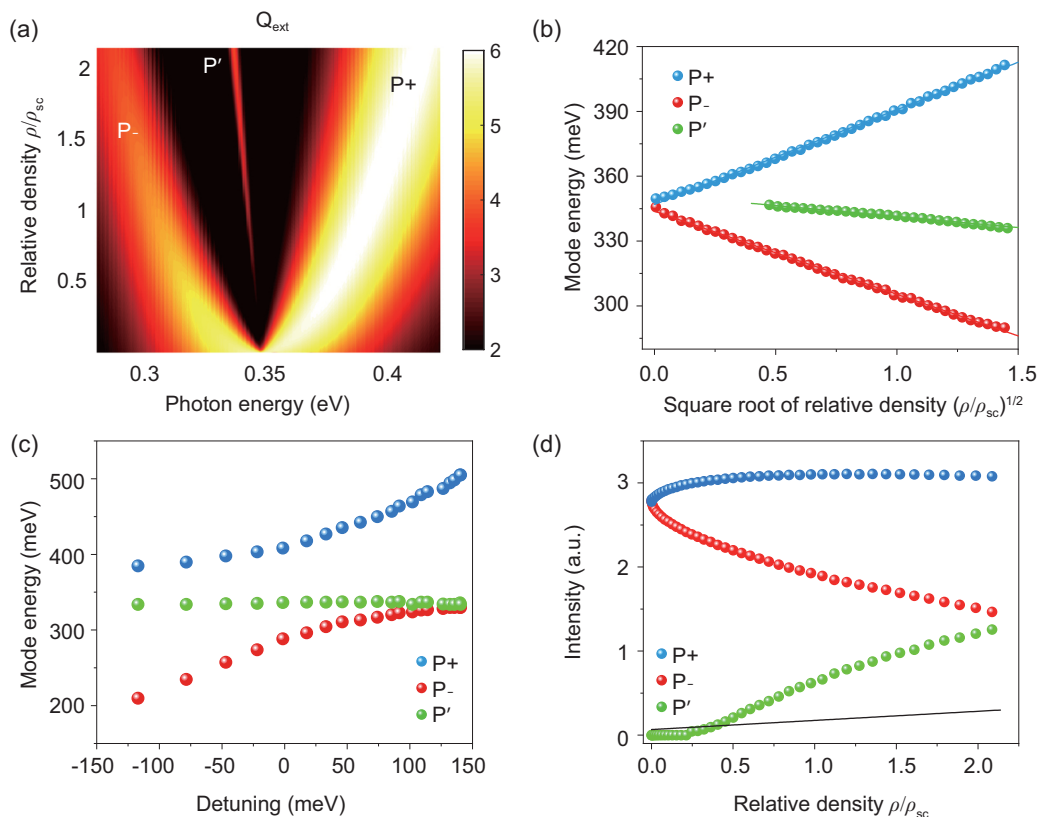 (a)
Q_ext
P-
P'
P+
2
1.5
1
0.5
Relative density ρ/ρ_sc
0.3
0.35
0.4
Photon energy (eV)
6
5
4
3
2
(b)
P+
P-
P'
420
390
360
330
300
Mode energy (meV)
0.0
0.5
1.0
1.5
Square root of relative density (ρ/ρ_sc)^1/2
(c)
500
400
300
200
Mode energy (meV)
P+
P-
P'
-150
-100
-50
0
50
100
150
Detuning (meV)
(d)
3
2
1
0
Intensity (a.u.)
P+
P-
P'
0.0
0.5
1.0
1.5
2.0
Relative density ρ/ρ_sc